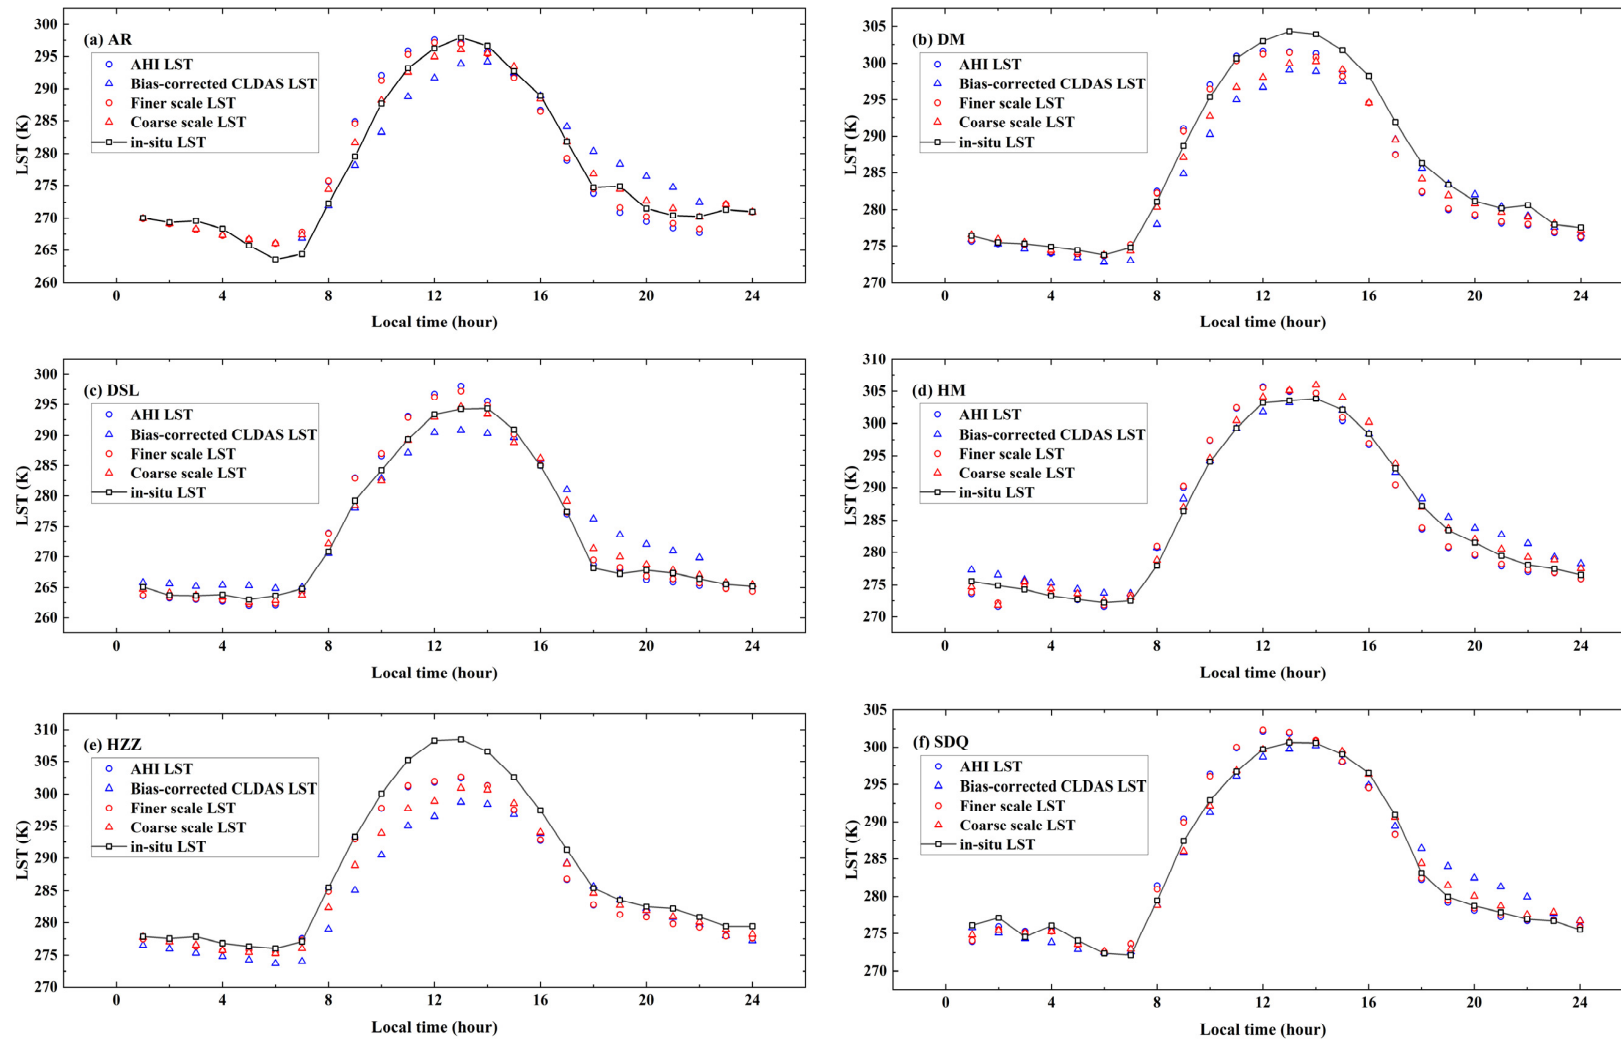 (a) AR
AHI LST
Bias-corrected CLDAS LST
Finer scale LST
Coarse scale LST
in-situ LST
LST (K)
300
295
290
285
280
275
270
265
260
0 4 8 12 16 20 24
Local time (hour)
(b) DM
AHI LST
Bias-corrected CLDAS LST
Finer scale LST
Coarse scale LST
in-situ LST
LST (K)
305
300
295
290
285
280
275
270
0 4 8 12 16 20 24
Local time (hour)
(c) DSL
AHI LST
Bias-corrected CLDAS LST
Finer scale LST
Coarse scale LST
in-situ LST
LST (K)
300
295
290
285
280
275
270
265
260
0 4 8 12 16 20 24
Local time (hour)
(d) HM
AHI LST
Bias-corrected CLDAS LST
Finer scale LST
Coarse scale LST
in-situ LST
LST (K)
310
305
300
295
290
285
280
275
270
0 4 8 12 16 20 24
Local time (hour)
(e) HZZ
AHI LST
Bias-corrected CLDAS LST
Finer scale LST
Coarse scale LST
in-situ LST
LST (K)
310
305
300
295
290
285
280
275
270
0 4 8 12 16 20 24
Local time (hour)
(f) SDQ
AHI LST
Bias-corrected CLDAS LST
Finer scale LST
Coarse scale LST
in-situ LST
LST (K)
305
300
295
290
285
280
275
270
0 4 8 12 16 20 24
Local time (hour)